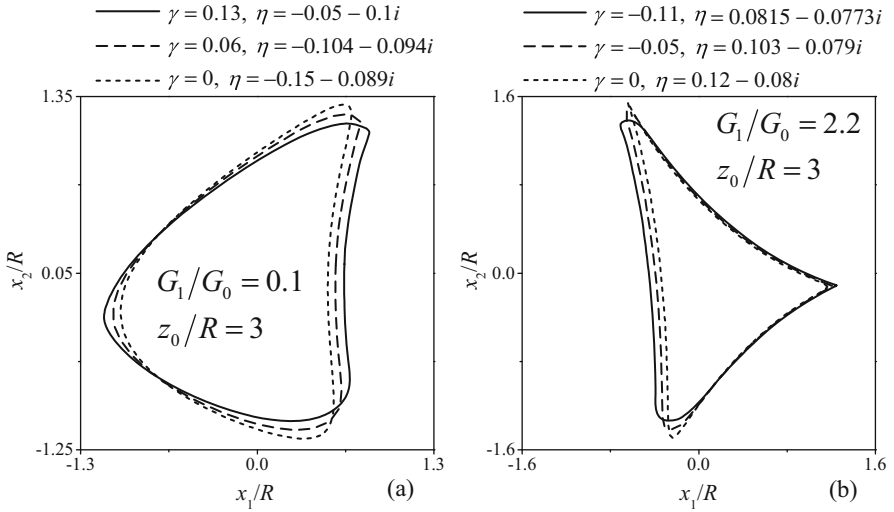 γ = 0.13, η = −0.05 − 0.1i
γ = 0.06, η = −0.104 − 0.094i
γ = 0, η = −0.15 − 0.089i
1.35
x₂/R
0.05
G₁/G₀ = 0.1
z₀/R = 3
-1.25
-1.3
0.0
1.3
x₁/R
(a)
γ = −0.11, η = 0.0815 − 0.0773i
γ = −0.05, η = 0.103 − 0.079i
γ = 0, η = 0.12 − 0.08i
1.6
G₁/G₀ = 2.2
z₀/R = 3
x₂/R
0.0
-1.6
-1.6
0.0
1.6
x₁/R
(b)